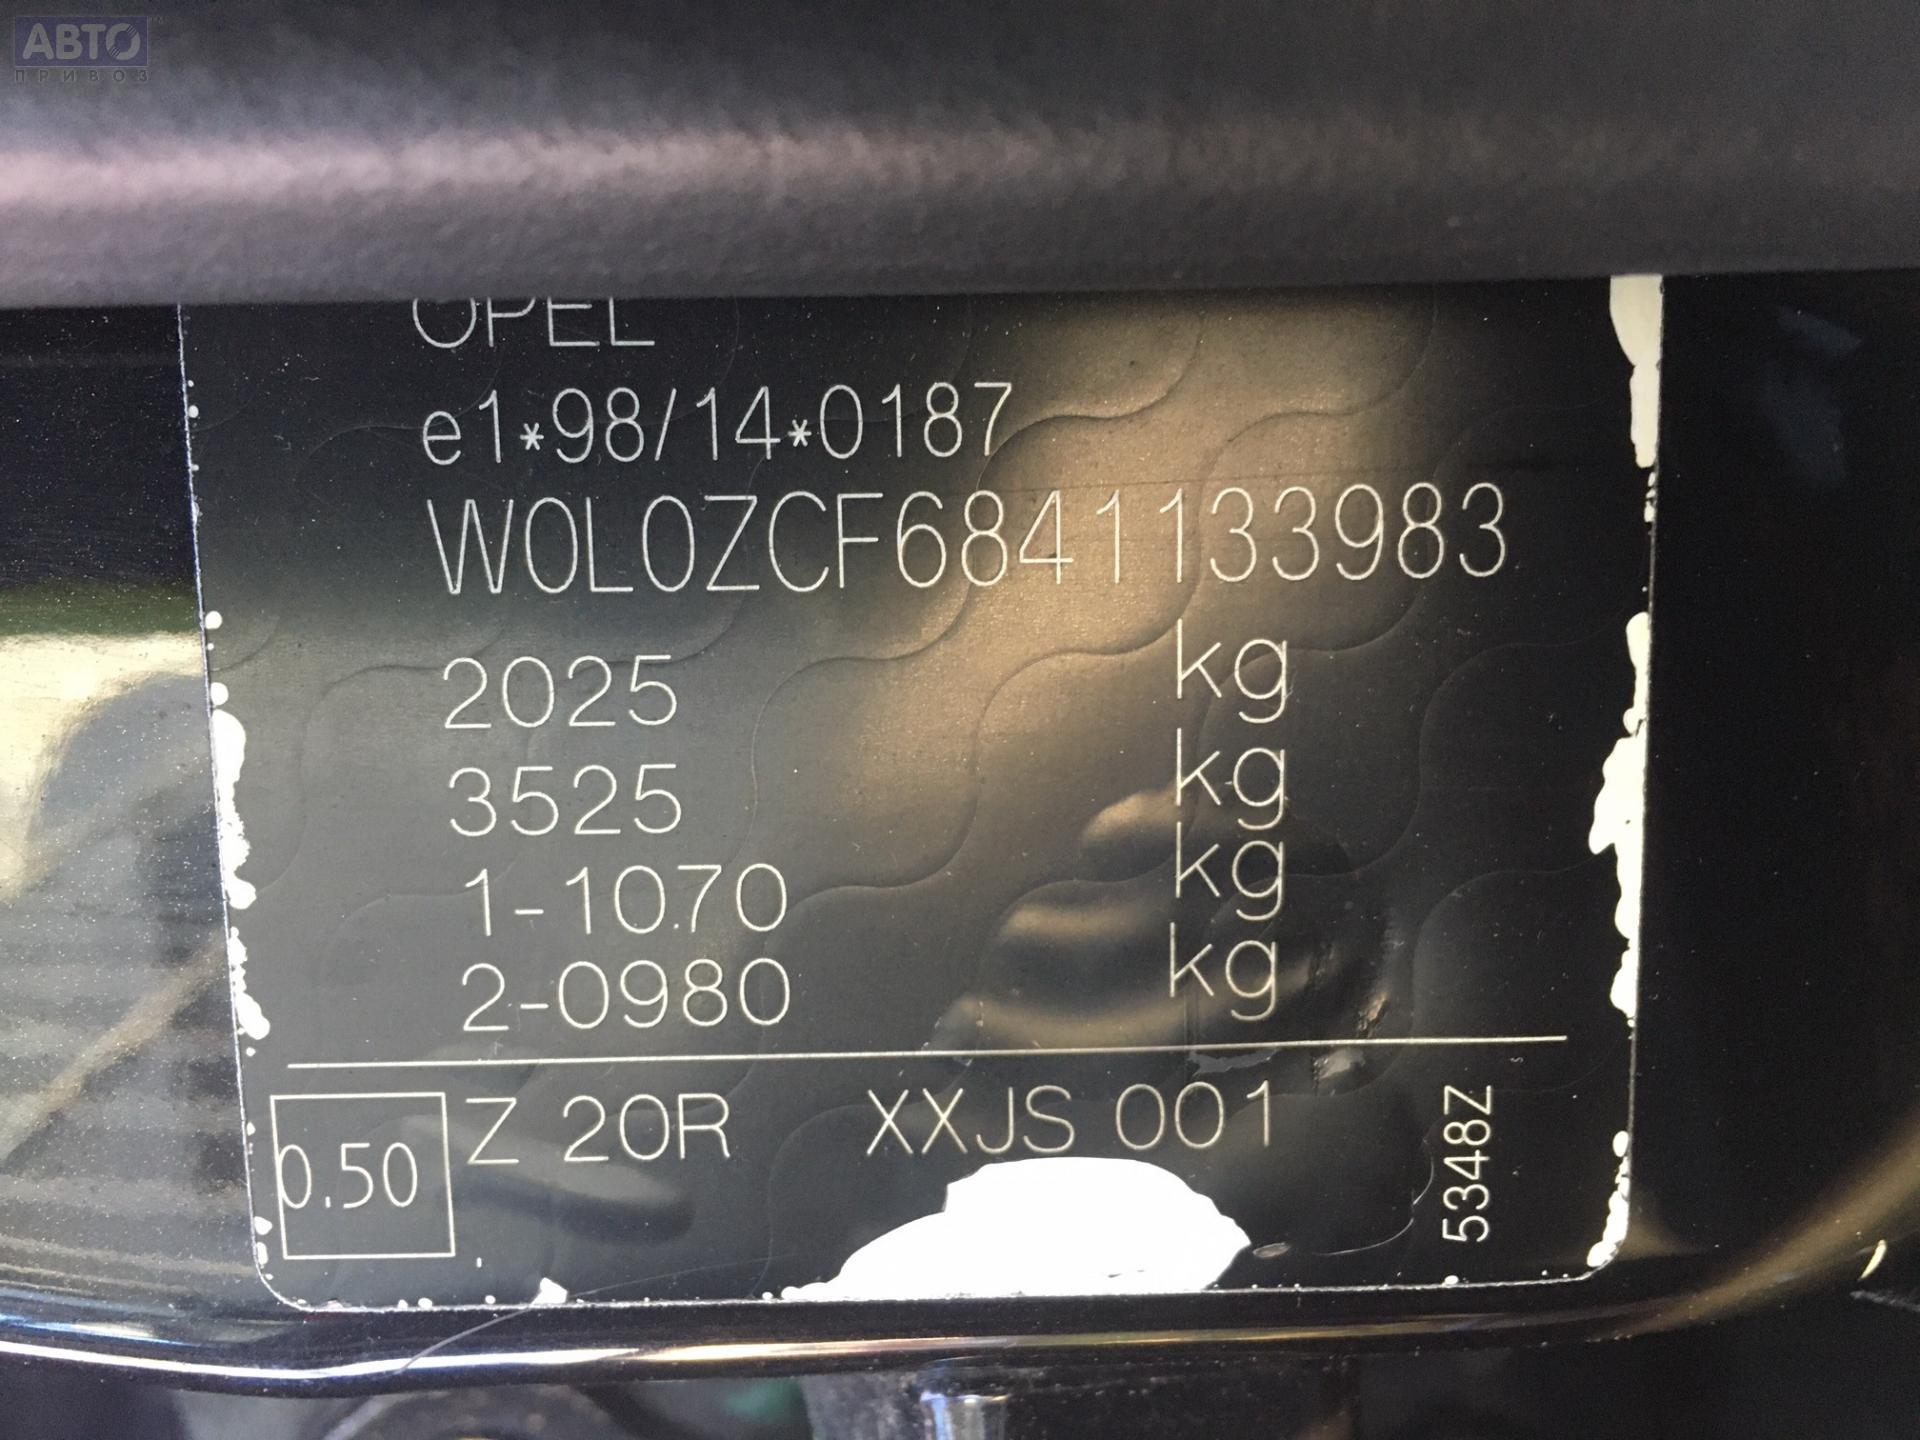 АВТО
ПРИВОЗ
OPEL
e1*98/14*0187
W0L0ZCF6841133983
2025 kg
3525 kg
1-1070 kg
2-0980 kg
0.50 Z 20R XXJS 001 5348Z